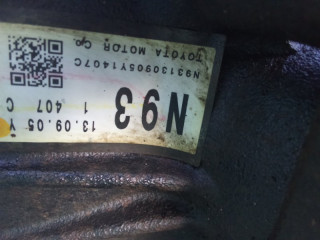 13.09.05 Y
1 407 C
N93
N93130905Y1407C
TOYOTA MOTOR Co.